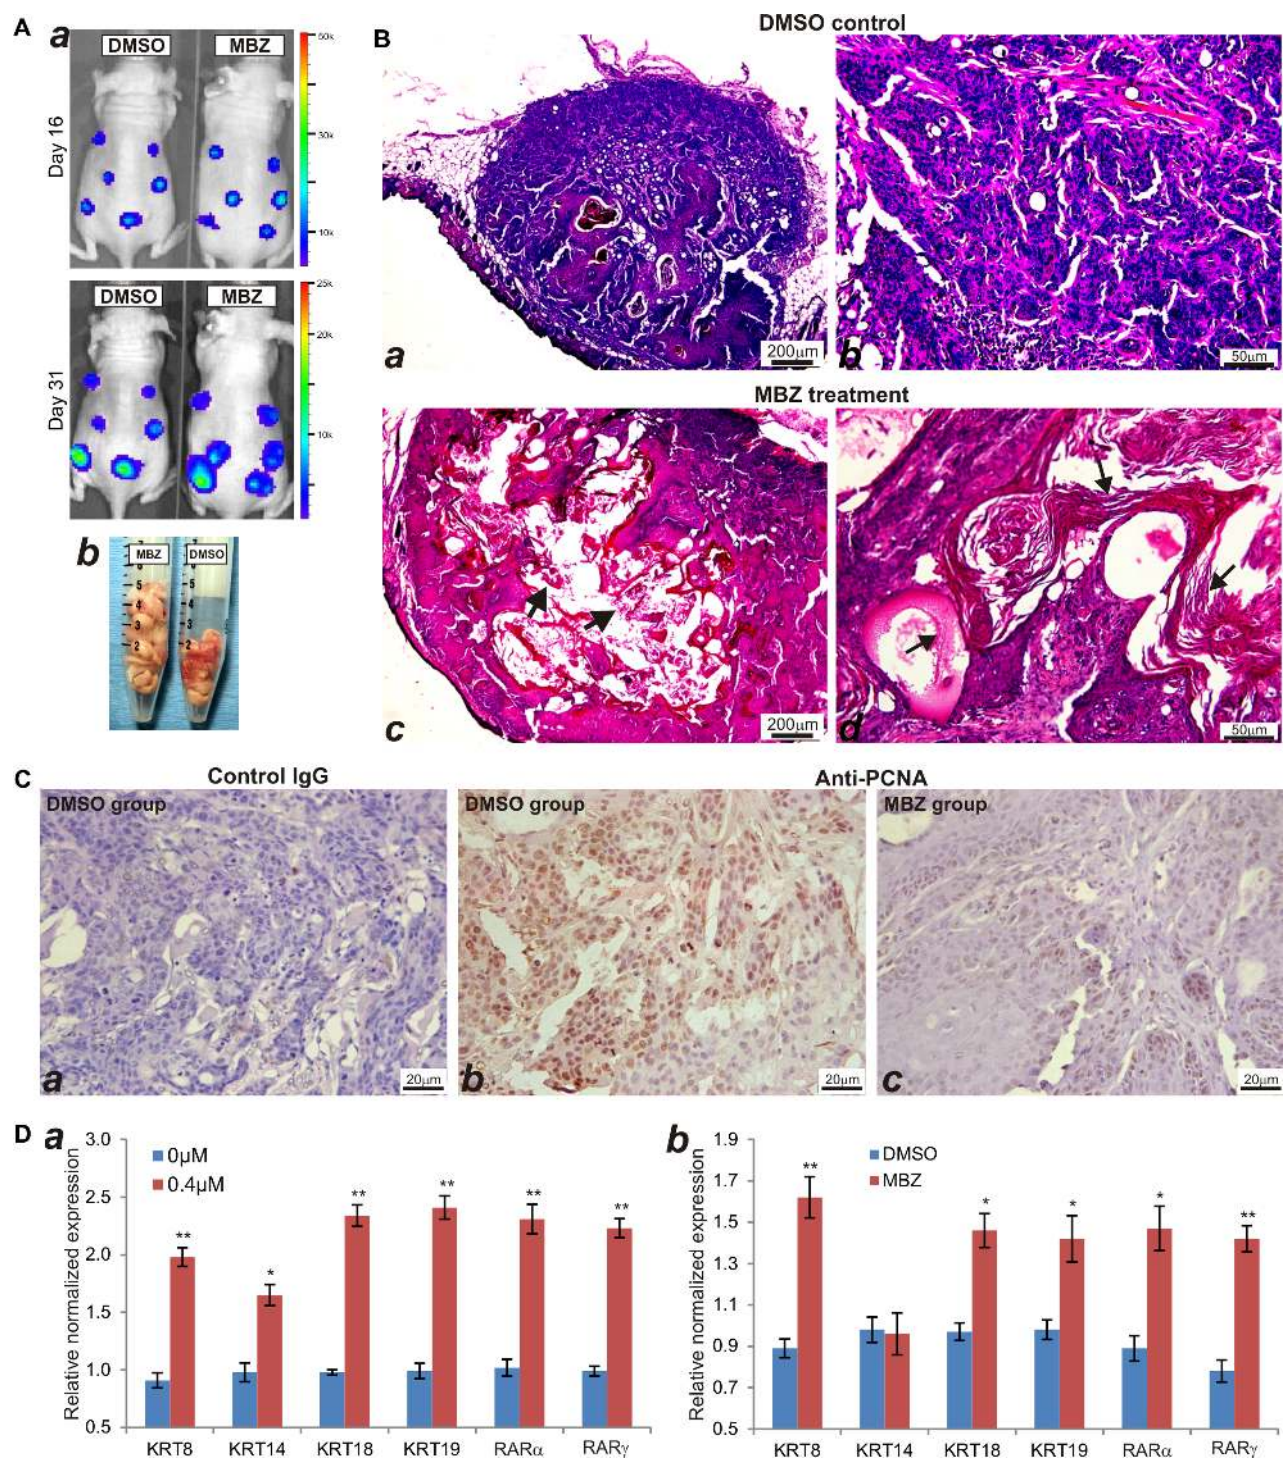 A
a
DMSO
MBZ
Day 16
50k
30k
10k
DMSO
MBZ
Day 31
25k
20k
10k
b
MBZ
DMSO
5
4
3
2
B
DMSO control
a
200μm
b
50μm
MBZ treatment
c
200μm
d
50μm
C
Control IgG
Anti-PCNA
DMSO group
a
20μm
DMSO group
b
20μm
MBZ group
c
20μm
D
a
Relative normalized expression
3.0
2.5
2.0
1.5
1.0
0.5
0μM
0.4μM
**
*
**
**
**
**
KRT8
KRT14
KRT18
KRT19
RARα
RARγ
b
Relative normalized expression
1.9
1.7
1.5
1.3
1.1
0.9
0.7
0.5
DMSO
MBZ
**
*
*
*
**
KRT8
KRT14
KRT18
KRT19
RARα
RARγ